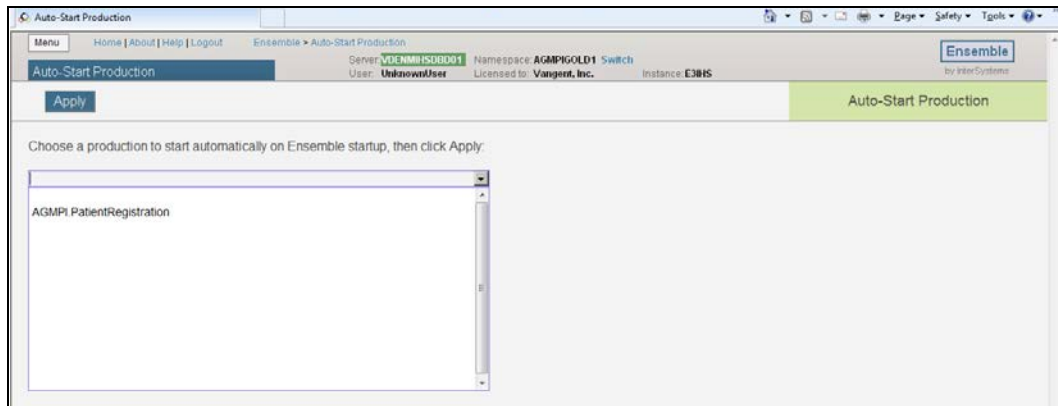 Auto-Start Production
Page Safety Tools
Menu Home | About | Help | Logout Ensemble > Auto-Start Production
Server: VDENMIHSDBD01 Namespace: AGMPIGOLD1 Switch
User: UnknownUser Licensed to: Vangent, Inc. Instance: E3IHS
Auto-Start Production
Ensemble
by InterSystems
Apply
Auto-Start Production
Choose a production to start automatically on Ensemble startup, then click Apply:
AGMPI.PatientRegistration